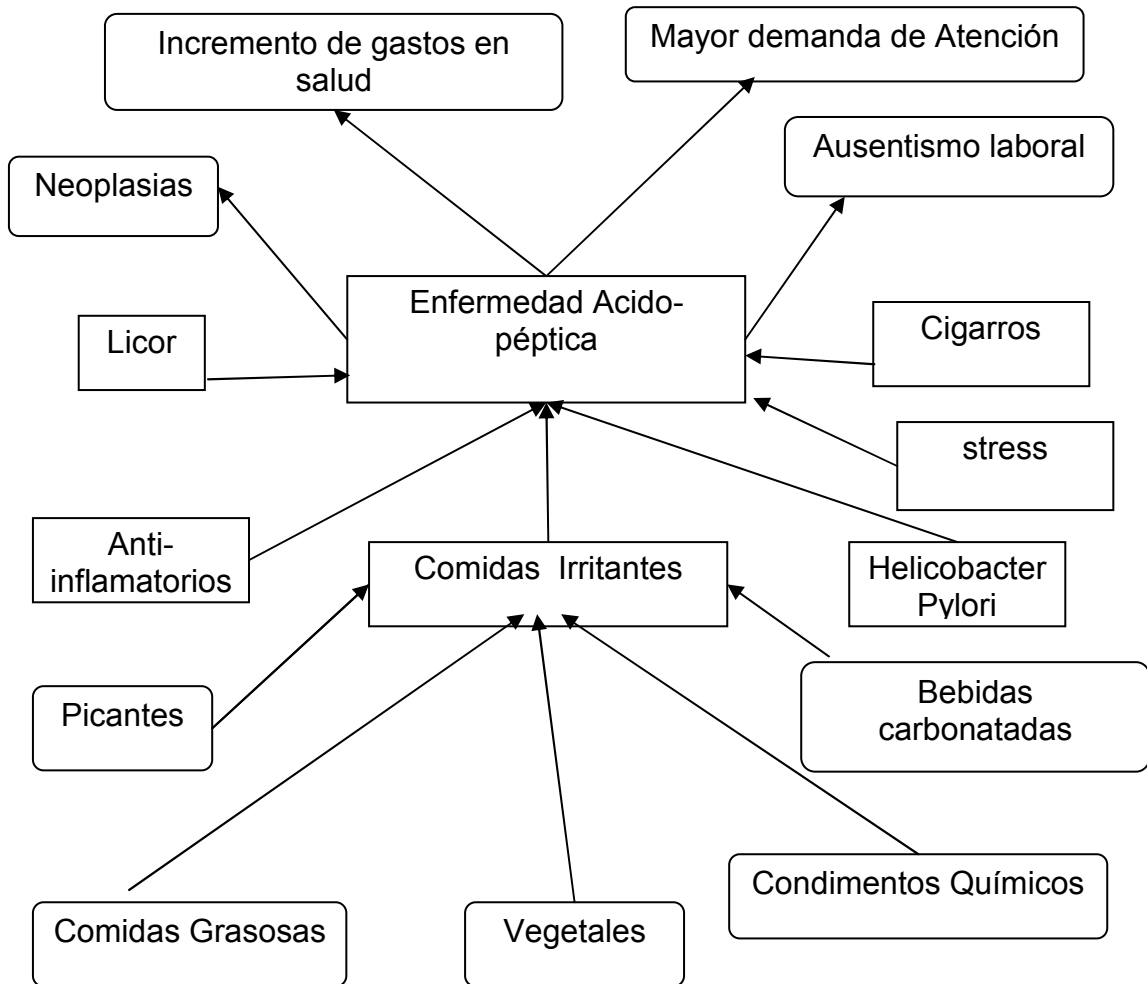 Incremento de gastos en
salud
Mayor demanda de Atención
Ausentismo laboral
Neoplasias
Enfermedad Acido-
péptica
Licor
Cigarros
stress
Anti-
inflamatorios
Comidas Irritantes
Helicobacter
Pylori
Picantes
Bebidas
carbonatadas
Condimentos Químicos
Comidas Grasosas
Vegetales